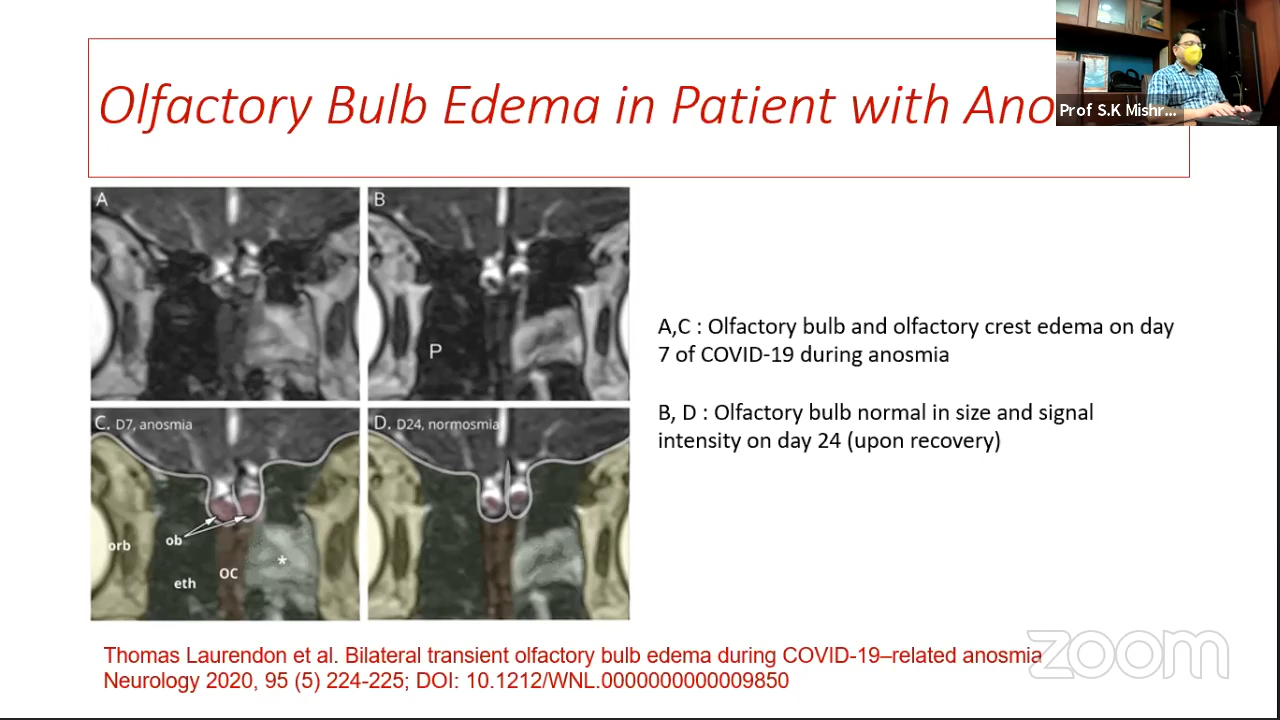 Olfactory Bulb Edema in Patient with Ano
Prof S.K Mishr...
A
B
P
C. D7, anosmia
D. D24, normosmia
orb
ob
eth
OC
*
A,C : Olfactory bulb and olfactory crest edema on day
7 of COVID-19 during anosmia
B, D : Olfactory bulb normal in size and signal
intensity on day 24 (upon recovery)
Thomas Laurendon et al. Bilateral transient olfactory bulb edema during COVID-19–related anosmia
Neurology 2020, 95 (5) 224-225; DOI: 10.1212/WNL.0000000000009850
zoom